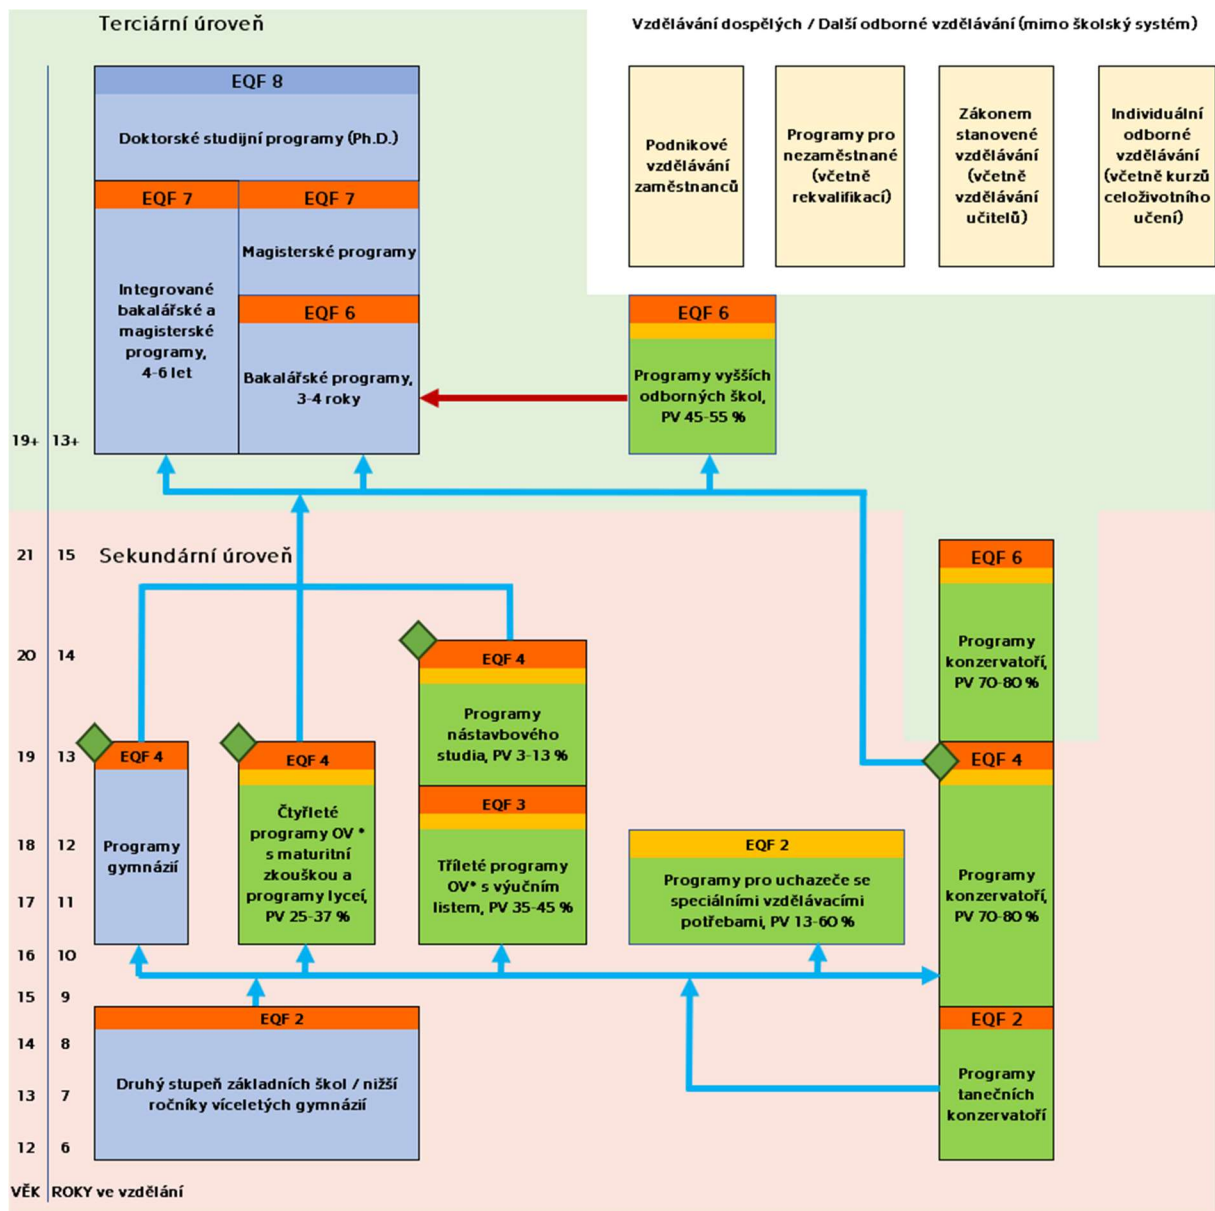 Terciární úroveň
Vzdělávání dospělých / Další odborné vzdělávání (mimo školský systém)
EQF 8
Doktorské studijní programy (Ph.D.)
EQF 7
Integrované
bakalářské a
magisterské
programy,
4-6 let
EQF 7
Magisterské programy
EQF 6
Bakalářské programy,
3-4 roky
Podnikové
vzdělávání
zaměstnanců
Programy pro
nezaměstnané
(včetně
rekvalifikací)
Zákonem
stanovené
vzdělávání
(včetně
vzdělávání
učitelů)
Individuální
odborné
vzdělávání
(včetně kurzů
celoživotního
učení)
EQF 6
Programy vyšších
odborných škol,
PV 45-55 %
19+ 13+
21 15
Sekundární úroveň
EQF 6
Programy
konzervatoří,
PV 70-80 %
20 14
EQF 4
Programy
nástavbového
studia, PV 3-13 %
19 13
EQF 4
Programy
gymnázií
EQF 4
Čtyřleté
programy OV *
s maturitní
zkouškou a
programy lyceí,
PV 25-37 %
EQF 3
Tříleté programy
OV* s výučním
listem, PV 35-45 %
EQF 2
Programy pro uchazeče se
speciálními vzdělávacími
potřebami, PV 13-60 %
EQF 4
Programy
konzervatoří,
PV 70-80 %
18 12
17 11
16 10
15 9
EQF 2
Druhý stupeň základních škol / nižší
ročníky víceletých gymnázií
EQF 2
Programy
tanečních
konzervatoří
14 8
13 7
12 6
VĚK ROKY ve vzdělání